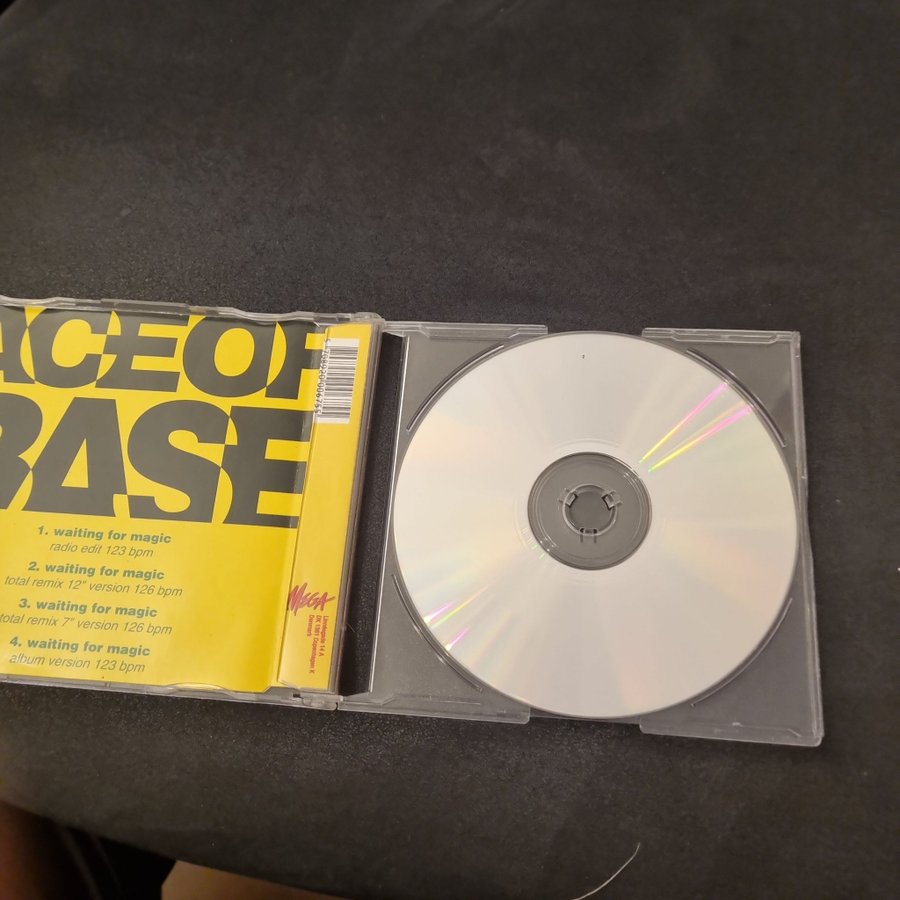 ACE OF
BASE
1. waiting for magic
radio edit 123 bpm
2. waiting for magic
total remix 12" version 126 bpm
3. waiting for magic
total remix 7" version 126 bpm
4. waiting for magic
album version 123 bpm
MEGA
Denmark